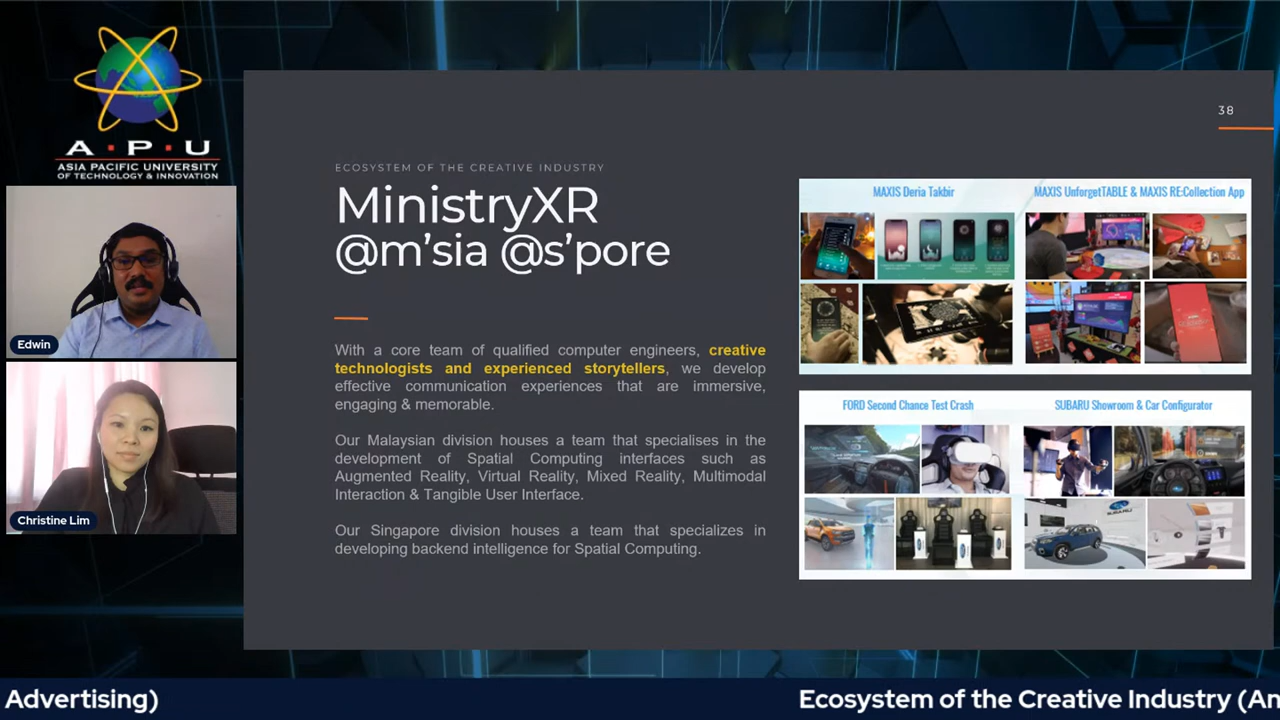 A·P·U
ASIA PACIFIC UNIVERSITY
OF TECHNOLOGY & INNOVATION
Edwin
Christine Lim
38
ECOSYSTEM OF THE CREATIVE INDUSTRY
MinistryXR
@m'sia @s'pore
With a core team of qualified computer engineers, creative
technologists and experienced storytellers, we develop
effective communication experiences that are immersive,
engaging & memorable.
Our Malaysian division houses a team that specialises in the
development of Spatial Computing interfaces such as
Augmented Reality, Virtual Reality, Mixed Reality, Multimodal
Interaction & Tangible User Interface.
Our Singapore division houses a team that specializes in
developing backend intelligence for Spatial Computing.
MAXIS Deria Takbir
MAXIS UnforgetTABLE & MAXIS RE:Collection App
FORD Second Chance Test Crash
SUBARU Showroom & Car Configurator
SUBARU
Advertising)
Ecosystem of the Creative Industry (An